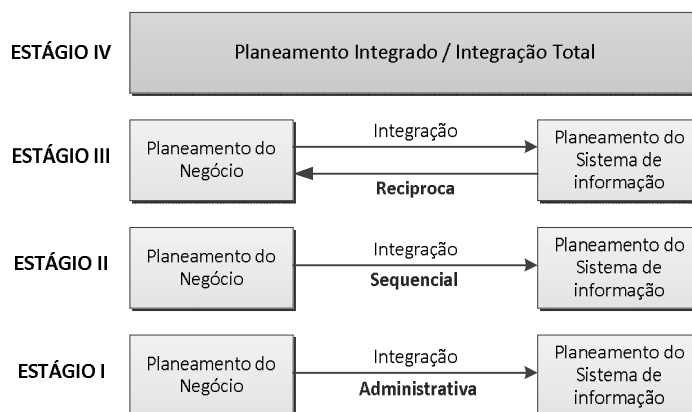 ESTÁGIO IV
Planeamento Integrado / Integração Total
ESTÁGIO III
Planeamento do
Negócio
Integração
Reciproca
Planeamento do
Sistema de
informação
ESTÁGIO II
Planeamento do
Negócio
Integração
Sequencial
Planeamento do
Sistema de
informação
ESTÁGIO I
Planeamento do
Negócio
Integração
Administrativa
Planeamento do
Sistema de
informação